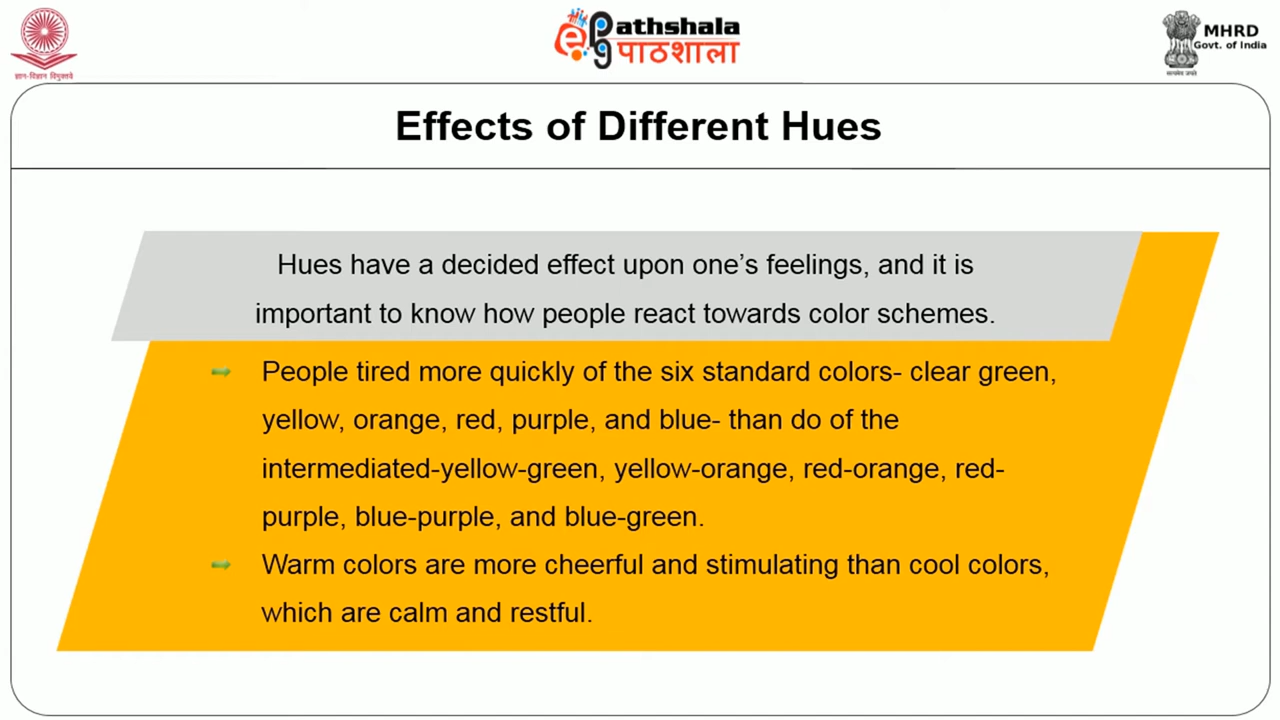 ज्ञान-विज्ञान विमुक्तये
Pathshala
पाठशाला
MHRD
Govt. of India
सत्यमेव जयते
Effects of Different Hues
Hues have a decided effect upon one’s feelings, and it is
important to know how people react towards color schemes.
People tired more quickly of the six standard colors- clear green,
yellow, orange, red, purple, and blue- than do of the
intermediated-yellow-green, yellow-orange, red-orange, red-
purple, blue-purple, and blue-green.
Warm colors are more cheerful and stimulating than cool colors,
which are calm and restful.